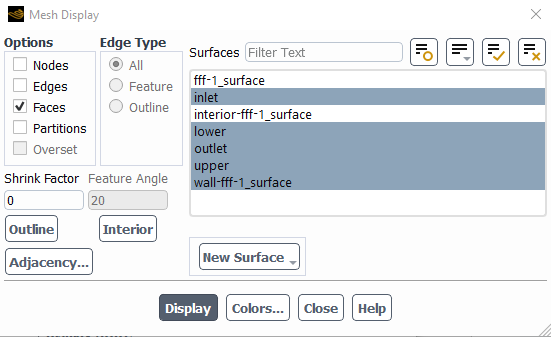 Mesh Display
Options
Nodes
Edges
Faces
Partitions
Overset
Edge Type
All
Feature
Outline
Shrink Factor
0
Feature Angle
20
Outline
Interior
Adjacency...
Surfaces Filter Text
fff-1_surface
inlet
interior-fff-1_surface
lower
outlet
upper
wall-fff-1_surface
New Surface
Display Colors... Close Help